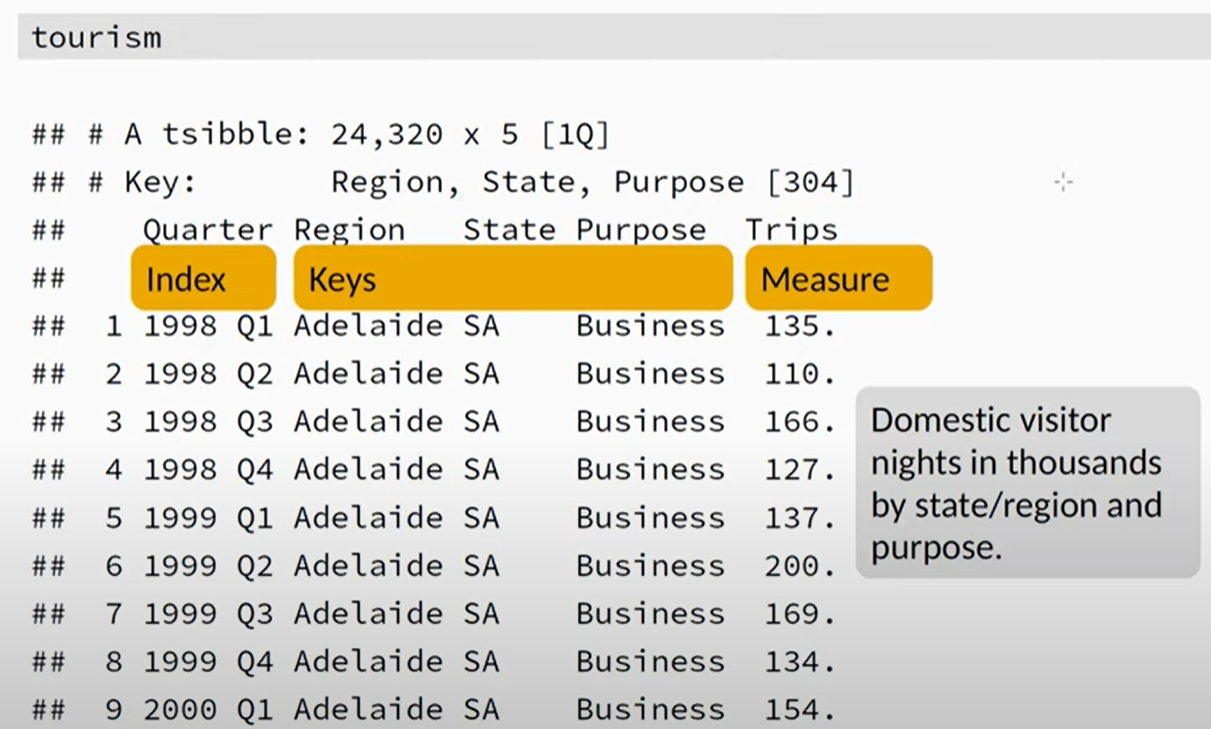 tourism
## # A tsibble: 24,320 x 5 [1Q]
## # Key:       Region, State, Purpose [304]
##    Quarter Region   State Purpose  Trips
## Index Keys Measure
##  1 1998 Q1 Adelaide SA    Business  135.
##  2 1998 Q2 Adelaide SA    Business  110.
##  3 1998 Q3 Adelaide SA    Business  166.
##  4 1998 Q4 Adelaide SA    Business  127.
##  5 1999 Q1 Adelaide SA    Business  137.
##  6 1999 Q2 Adelaide SA    Business  200.
##  7 1999 Q3 Adelaide SA    Business  169.
##  8 1999 Q4 Adelaide SA    Business  134.
##  9 2000 Q1 Adelaide SA    Business  154.
Domestic visitor
nights in thousands
by state/region and
purpose.